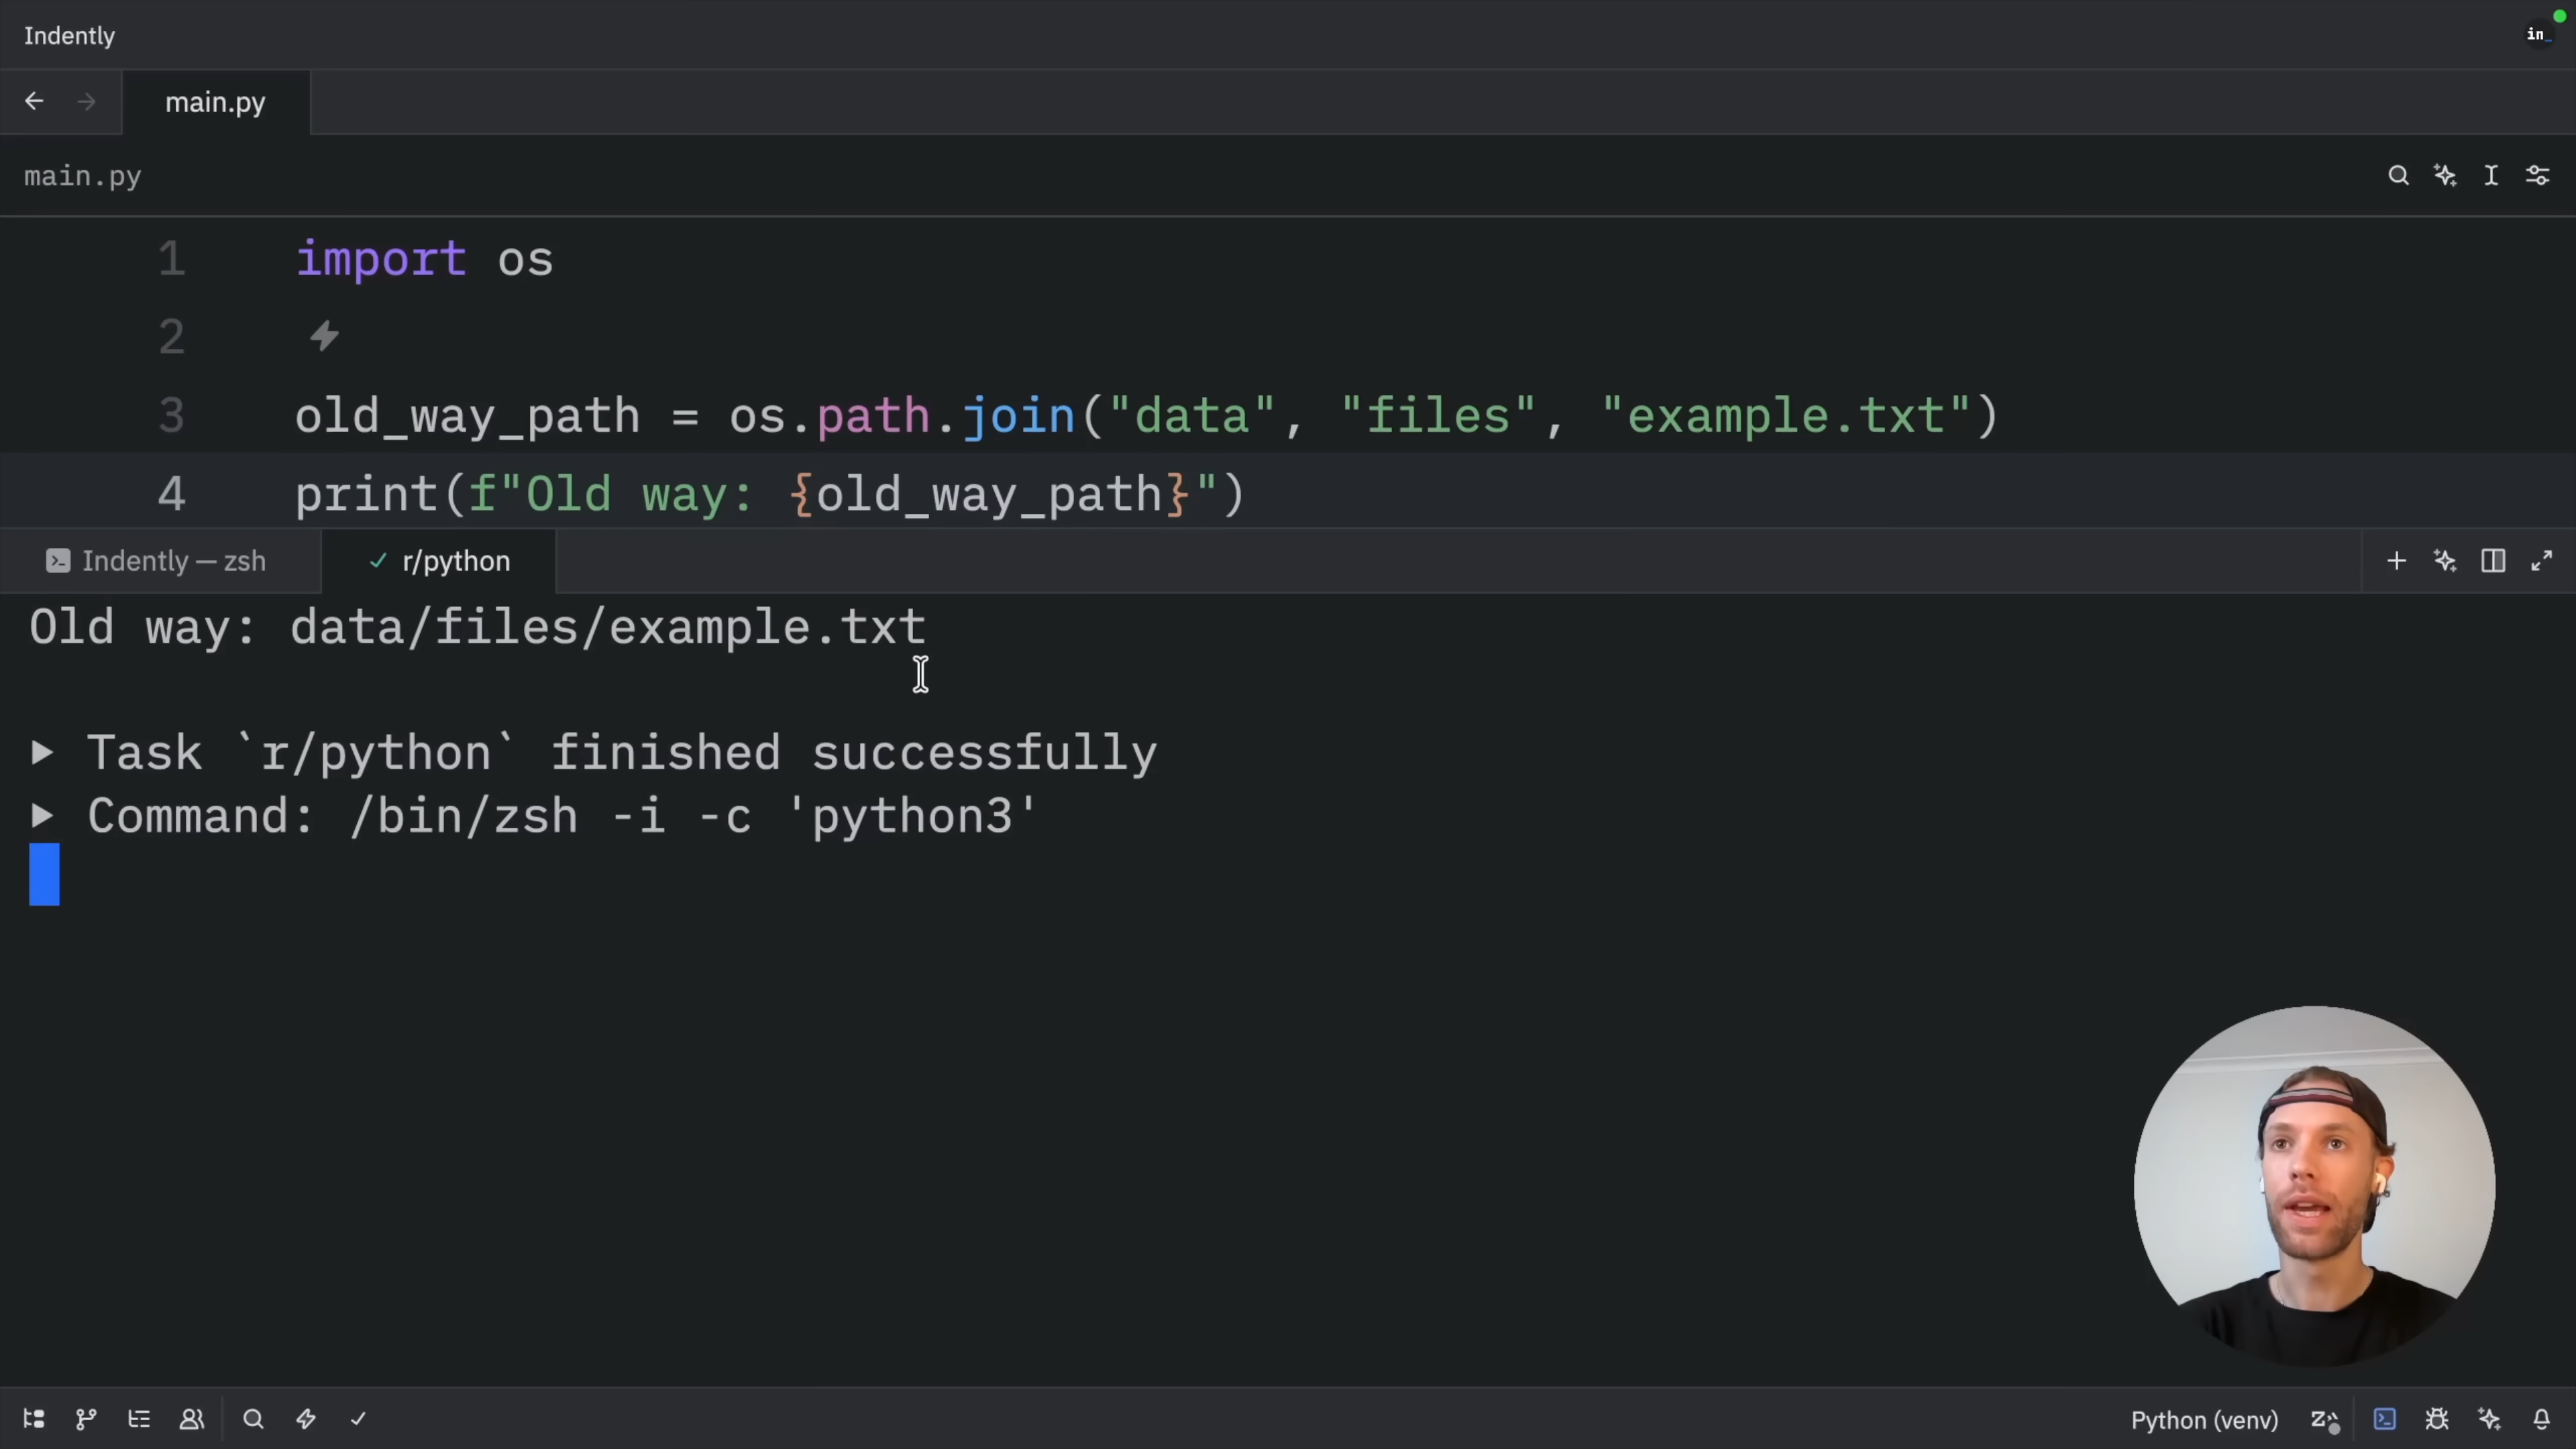 Indently
in_
main.py
main.py
1 import os
2
3 old_way_path = os.path.join("data", "files", "example.txt")
4 print(f"Old way: {old_way_path}")
Indently — zsh
r/python
Old way: data/files/example.txt
Task `r/python` finished successfully
Command: /bin/zsh -i -c 'python3'
Python (venv)